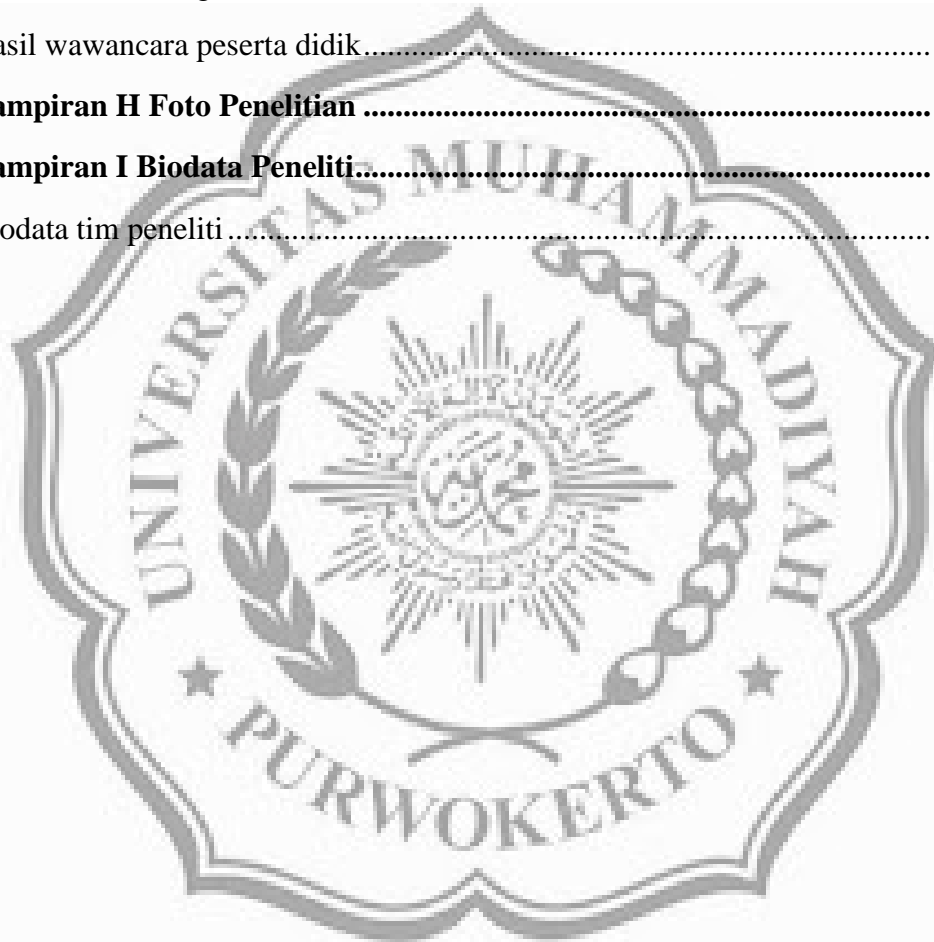 asil wawancara peserta didik........................................................................
ampiran H Foto Penelitian ........................................................................
ampiran I Biodata Peneliti........................................................................
odata tim peneliti........................................................................
UNIVERSITAS MUHAMMADIYAH
★ PURWOKERTO ★